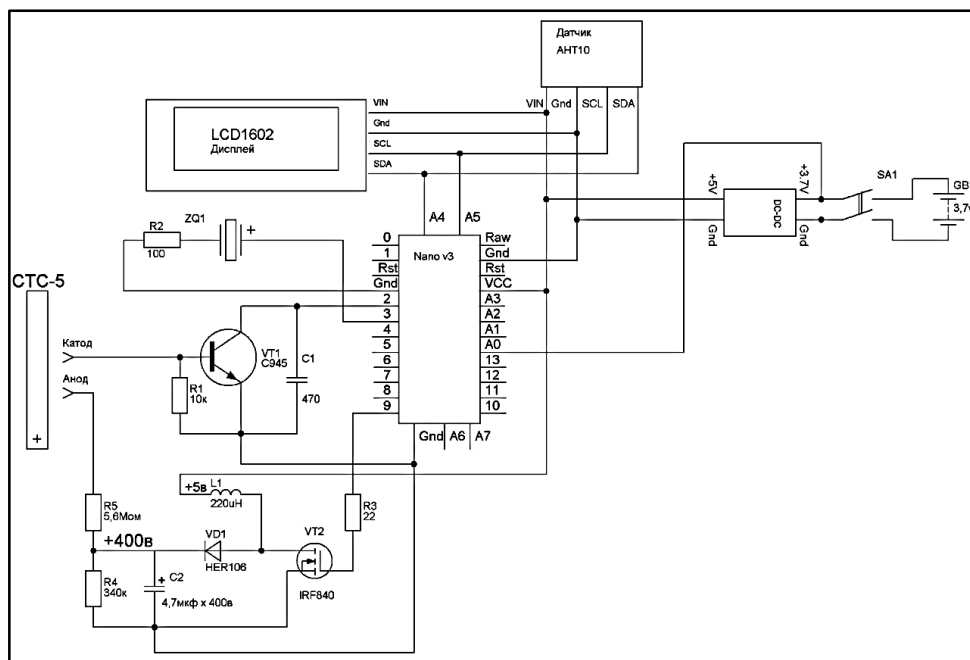 Датчик
AHT10
VIN Gnd SCL SDA
VIN
Gnd
SCL
SDA
LCD1602
Дисплей
A4 A5
+5V
Gnd
DC-DC
+3.7V
Gnd
SA1
GB
3,7v
R2
100
ZQ1
+
Nano v3
0
1
Rst
Gnd
2
3
4
5
6
7
8
9
Raw
Gnd
Rst
VCC
A3
A2
A1
A0
13
12
11
10
Gnd A6 A7
СТС-5
+
Катод
Анод
R1
10к
VT1
C945
C1
470
R5
5,6Мом
+400в
R4
340к
C2
+
4,7мкф х 400в
VD1
HER106
+5в
L1
220uH
VT2
IRF840
R3
22